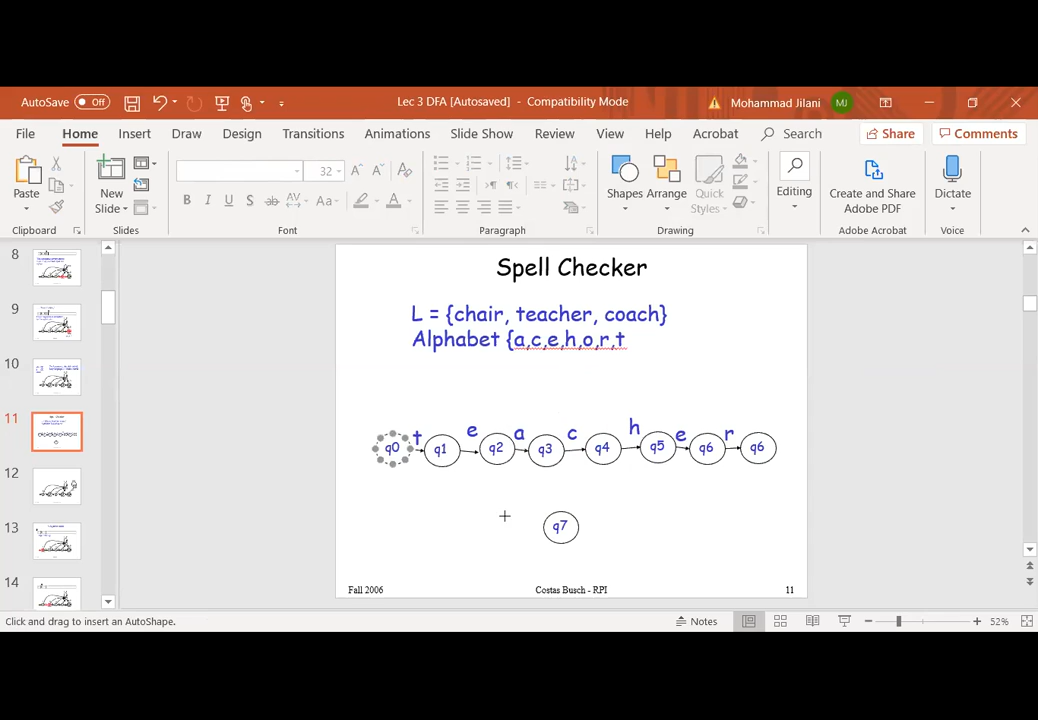 AutoSave Off Lec 3 DFA [Autosaved] - Compatibility Mode Mohammad Jilani MJ
File Home Insert Draw Design Transitions Animations Slide Show Review View Help Acrobat Search Share Comments
Paste New Slide 32 Shapes Arrange Quick Styles Editing Create and Share Adobe PDF Dictate
B I U S ab AV Aa A
Clipboard Slides Font Paragraph Drawing Adobe Acrobat Voice
8
9
10
11
12
13
14
Spell Checker
L = {chair, teacher, coach}
Alphabet {a,c,e,h,o,r,t
t e a c h e r
q0 q1 q2 q3 q4 q5 q6 q6
q7
Fall 2006 Costas Busch - RPI 11
Click and drag to insert an AutoShape. Notes 52%